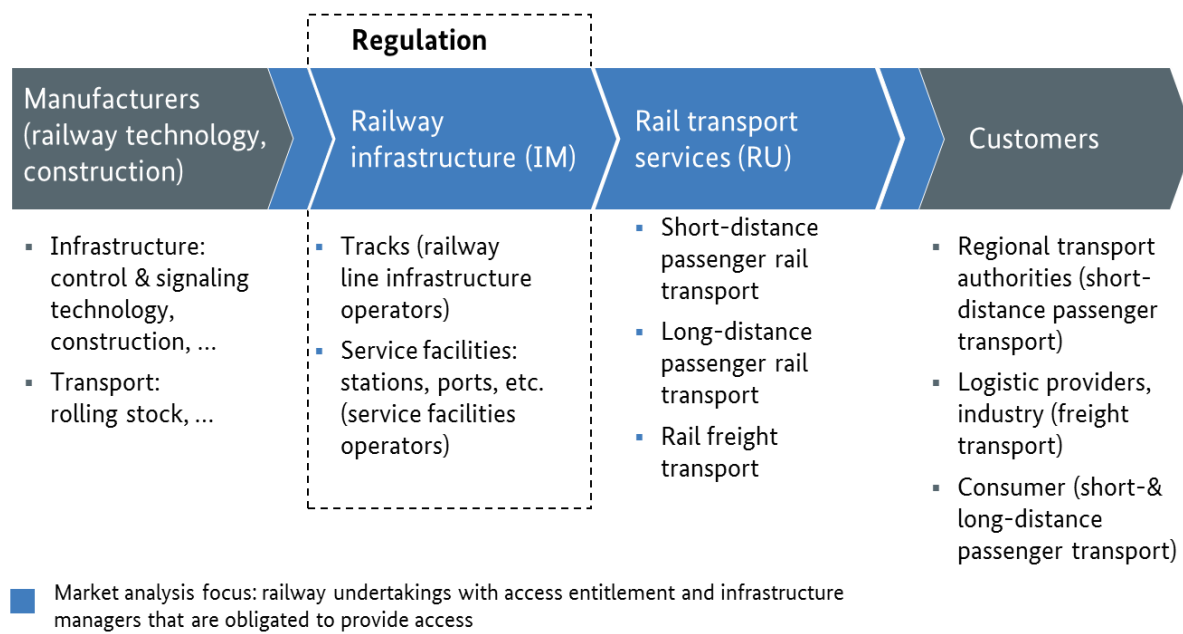 Regulation
Manufacturers
(railway technology,
construction)
Railway
infrastructure (IM)
Rail transport
services (RU)
Customers
▪ Infrastructure:
control & signaling
technology,
construction, ...
▪ Transport:
rolling stock, ...
▪ Tracks (railway
line infrastructure
operators)
▪ Service facilities:
stations, ports, etc.
(service facilities
operators)
▪ Short-distance
passenger rail
transport
▪ Long-distance
passenger rail
transport
▪ Rail freight
transport
▪ Regional transport
authorities (short-
distance passenger
transport)
▪ Logistic providers,
industry (freight
transport)
▪ Consumer (short-&
long-distance
passenger transport)
Market analysis focus: railway undertakings with access entitlement and infrastructure
managers that are obligated to provide access